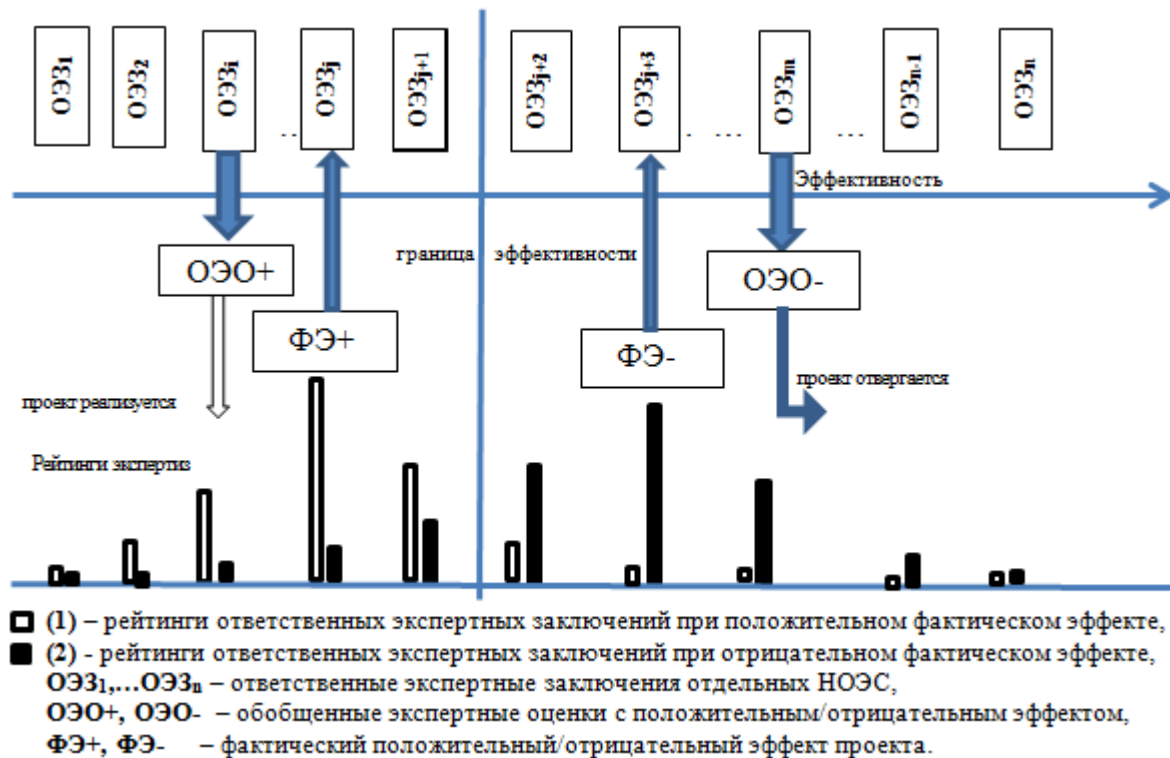 ОЭЗ1 ОЭЗ2 ОЭЗi ... ОЭЗj ОЭЗj+1 ОЭЗj+2 ОЭЗj+3 . ... ОЭЗm ... ОЭЗn-1 ОЭЗn
Эффективность
граница эффективности
ОЭО+ ОЭО-
ФЭ+ ФЭ-
проект реализуется
проект отвергается
Рейтинги экспертиз
(1) – рейтинги ответственных экспертных заключений при положительном фактическом эффекте,
(2) - рейтинги ответственных экспертных заключений при отрицательном фактическом эффекте,
ОЭЗ1,…ОЭЗn – ответственные экспертные заключения отдельных НОЭС,
ОЭО+, ОЭО- – обобщенные экспертные оценки с положительным/отрицательным эффектом,
ФЭ+, ФЭ- – фактический положительный/отрицательный эффект проекта.